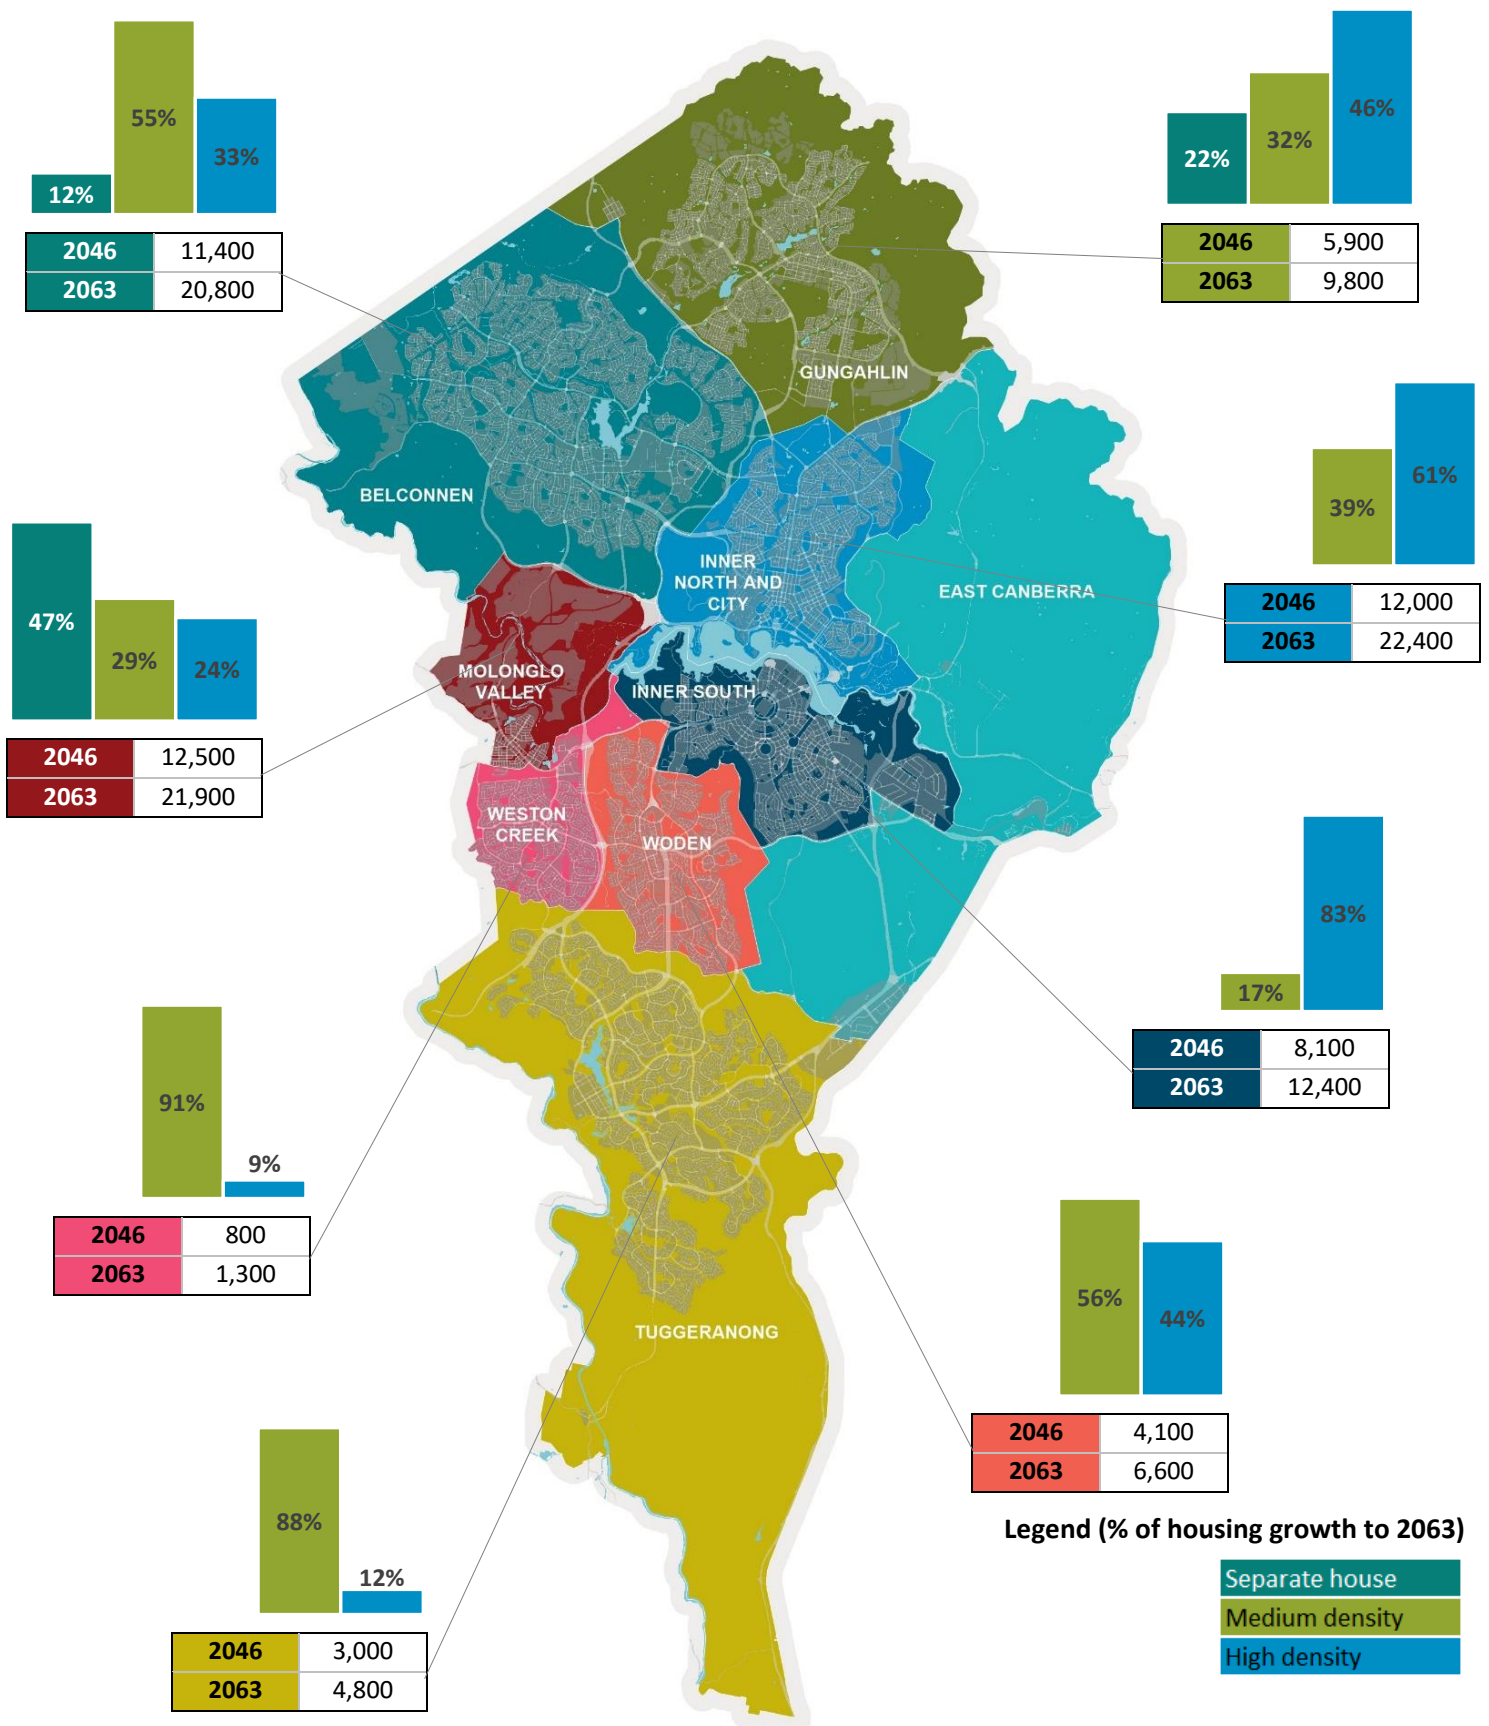 55%
33%
12%
2046 11,400
2063 20,800
46%
32%
22%
2046 5,900
2063 9,800
GUNGAHLIN
BELCONNEN
61%
39%
2046 12,000
2063 22,400
INNER
NORTH AND
CITY
EAST CANBERRA
47%
29%
24%
2046 12,500
2063 21,900
MOLONGLO
VALLEY
INNER SOUTH
WESTON
CREEK
WODEN
83%
17%
2046 8,100
2063 12,400
91%
9%
2046 800
2063 1,300
56%
44%
2046 4,100
2063 6,600
TUGGERANONG
88%
12%
2046 3,000
2063 4,800
Legend (% of housing growth to 2063)
Separate house
Medium density
High density